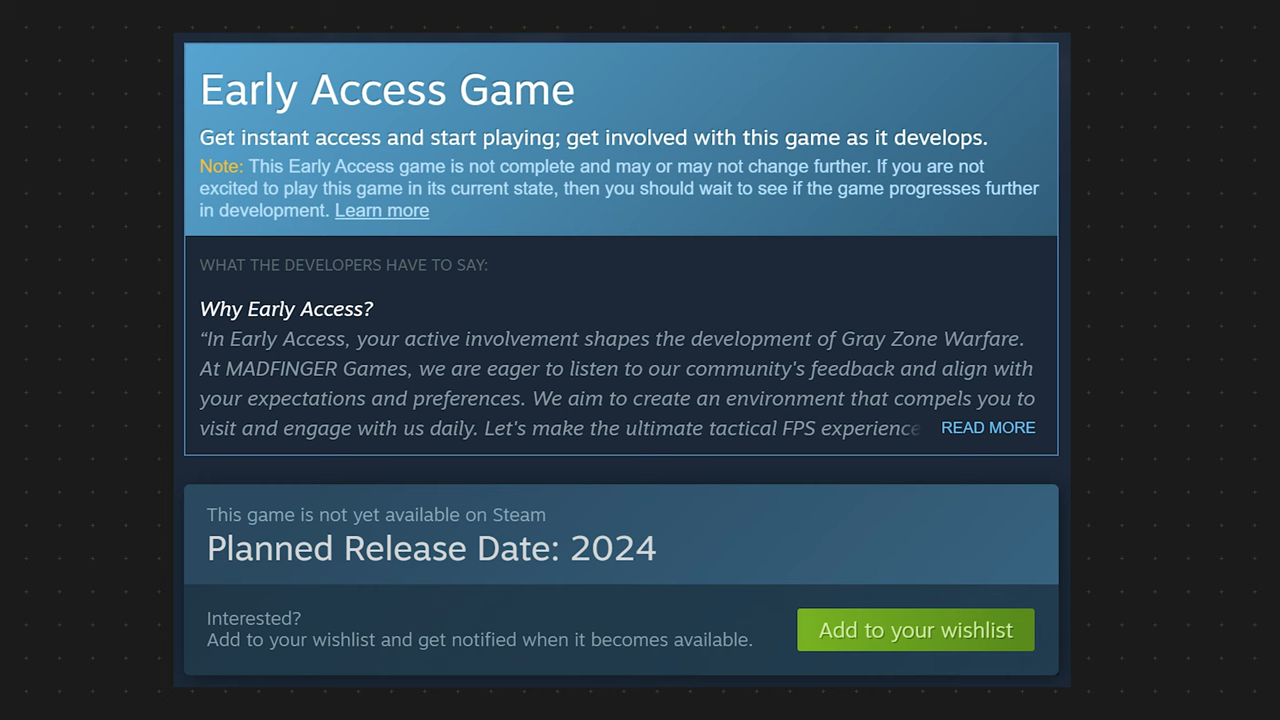 Early Access Game
Get instant access and start playing; get involved with this game as it develops.
Note: This Early Access game is not complete and may or may not change further. If you are not
excited to play this game in its current state, then you should wait to see if the game progresses further
in development. Learn more
WHAT THE DEVELOPERS HAVE TO SAY:
Why Early Access?
“In Early Access, your active involvement shapes the development of Gray Zone Warfare.
At MADFINGER Games, we are eager to listen to our community's feedback and align with
your expectations and preferences. We aim to create an environment that compels you to
visit and engage with us daily. Let's make the ultimate tactical FPS experience READ MORE
This game is not yet available on Steam
Planned Release Date: 2024
Interested?
Add to your wishlist and get notified when it becomes available.
Add to your wishlist